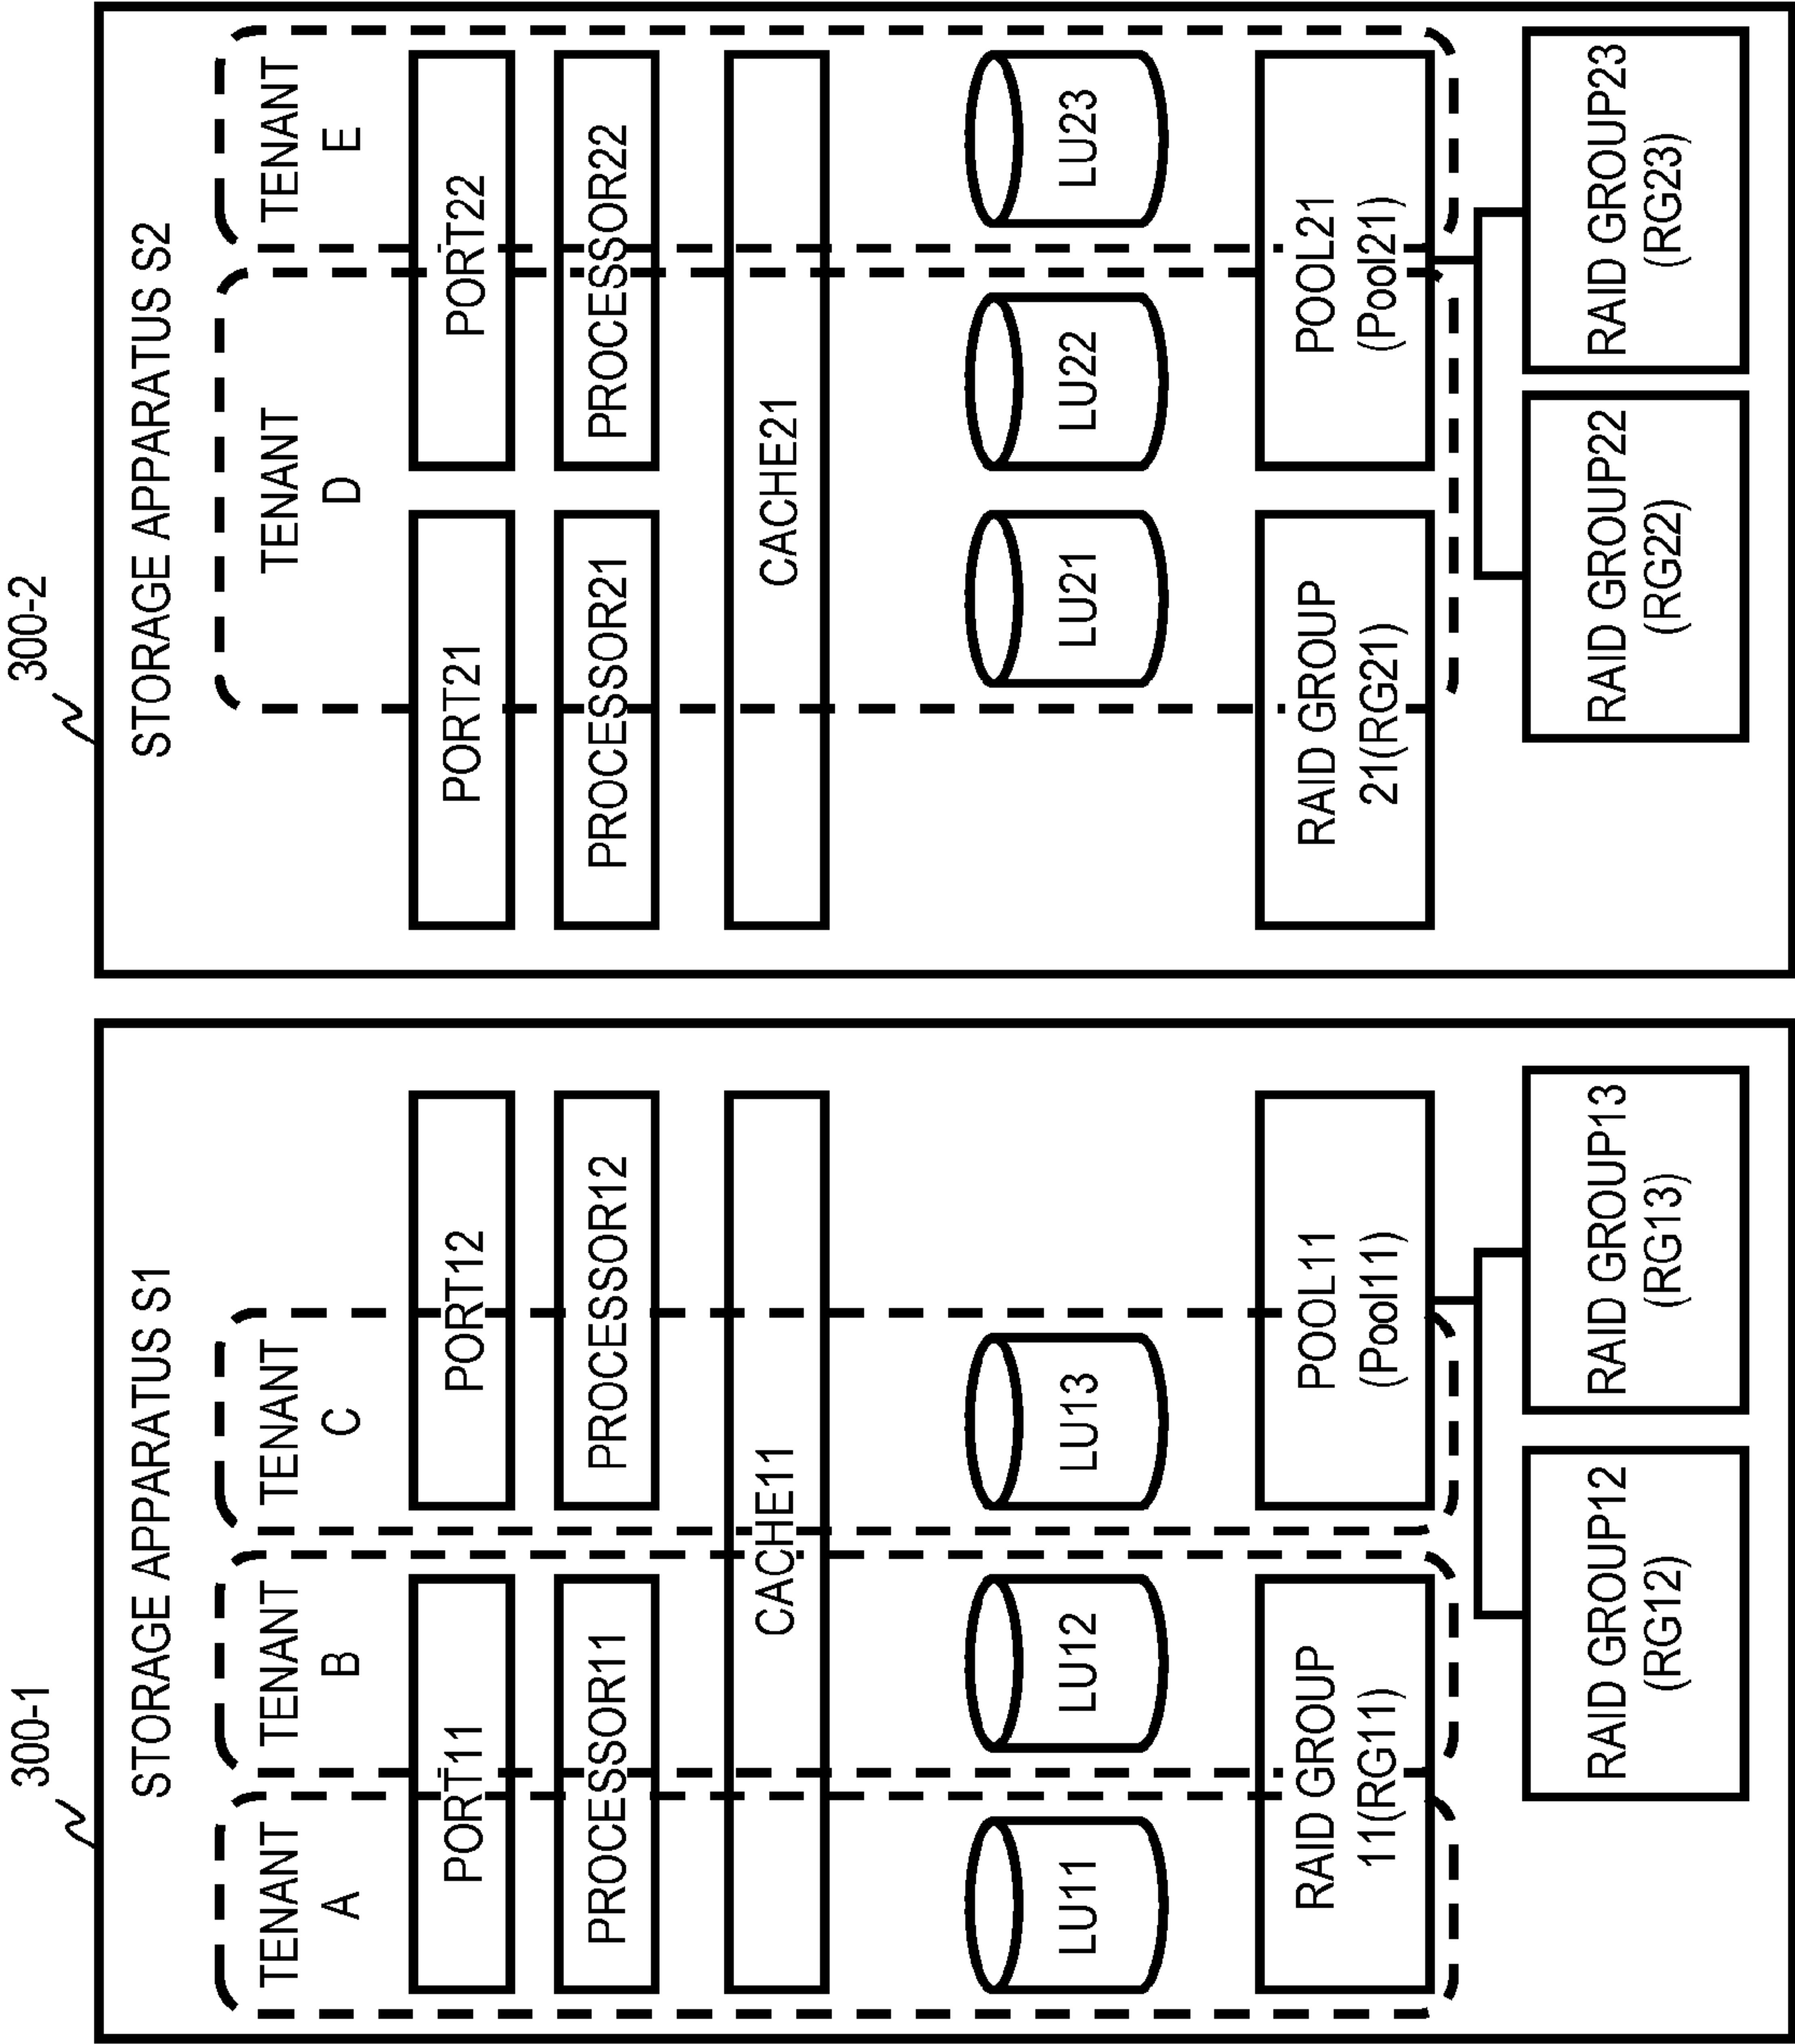 300-1
STORAGE APPARATUS S1
TENANT
A
TENANT
B
TENANT
C
PORT11
PORT12
PROCESSOR11
PROCESSOR12
CACHE11
LU11
LU12
LU13
RAID GROUP
11(RG11)
POOL11
(Pool11)
RAID GROUP12
(RG12)
RAID GROUP13
(RG13)
300-2
STORAGE APPARATUS S2
TENANT
D
TENANT
E
PORT21
PORT22
PROCESSOR21
PROCESSOR22
CACHE21
LU21
LU22
LU23
RAID GROUP
21(RG21)
POOL21
(Pool21)
RAID GROUP22
(RG22)
RAID GROUP23
(RG23)